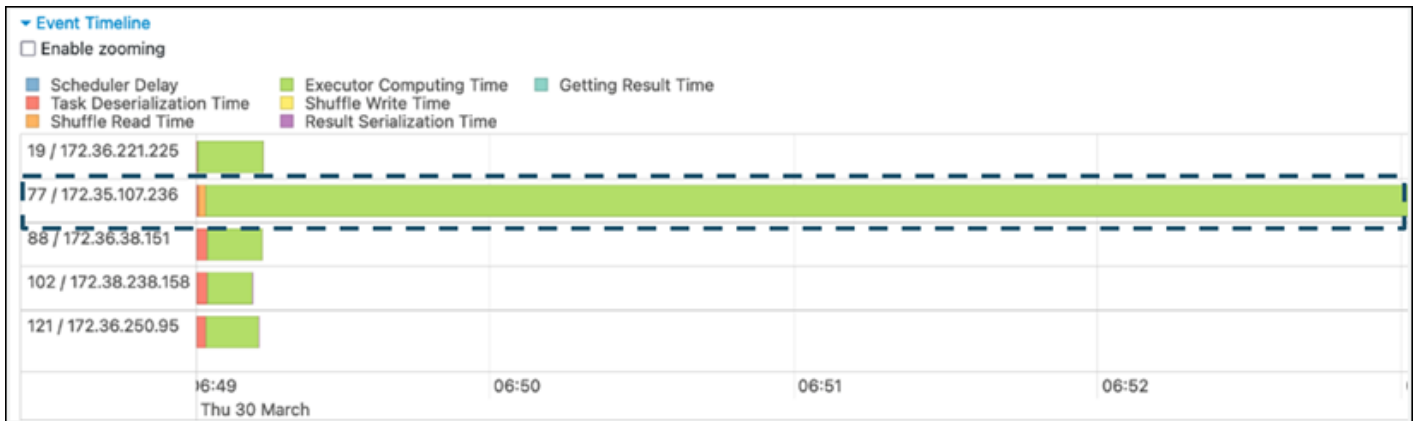 Event Timeline
Enable zooming
Scheduler Delay Executor Computing Time Getting Result Time
Task Deserialization Time Shuffle Write Time
Shuffle Read Time Result Serialization Time
19 / 172.36.221.225
77 / 172.35.107.236
88 / 172.36.38.151
102 / 172.38.238.158
121 / 172.36.250.95
06:49 06:50 06:51 06:52
Thu 30 March